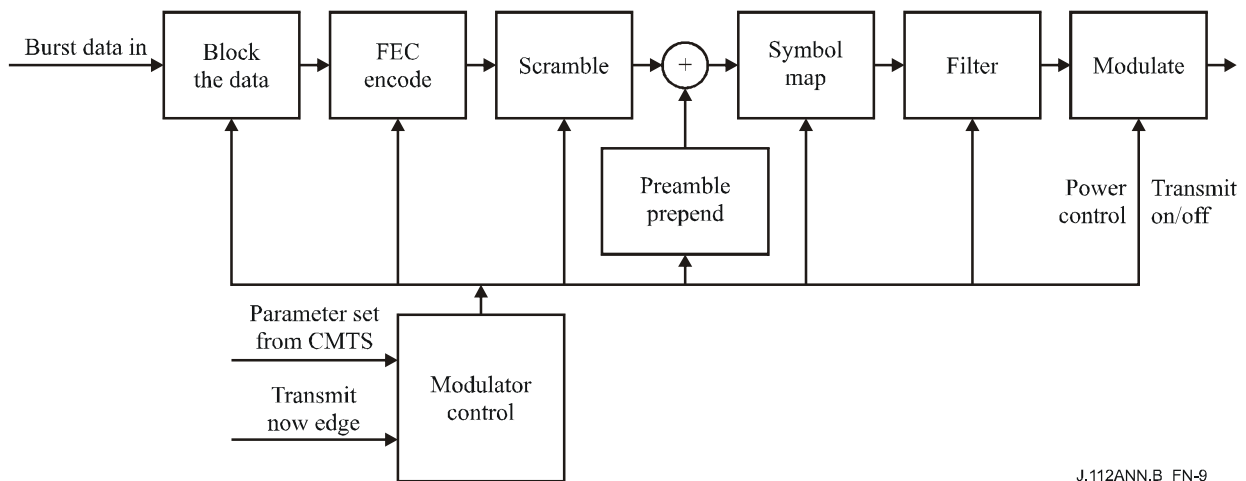 Burst data in
Block
the data
FEC
encode
Scramble
+
Symbol
map
Filter
Modulate
Preamble
prepend
Power
control
Transmit
on/off
Parameter set
from CMTS
Transmit
now edge
Modulator
control
J.112ANN.B_FN-9